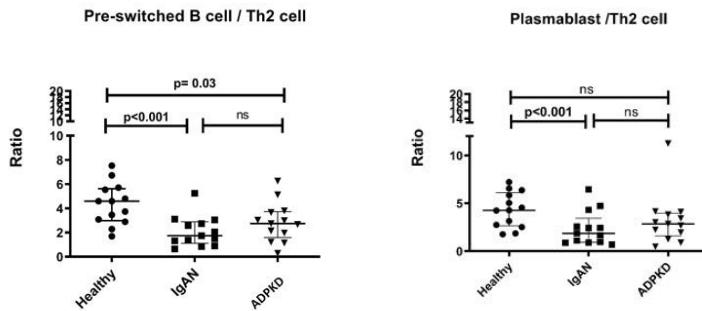 Pre-switched B cell / Th2 cell
p= 0.03
p<0.001
ns
Ratio
20
18
16
14
12
10
10
8
6
4
2
0
Healthy
IgAN
ADPKD
Plasmablast /Th2 cell
ns
p<0.001
ns
Ratio
20
18
16
14
10
5
0
Healthy
IgAN
ADPKD